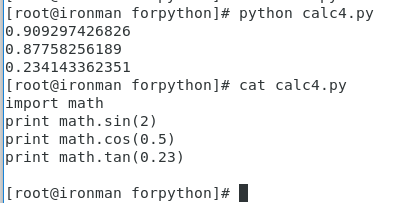 [root@ironman forpython]# python calc4.py
0.909297426826
0.87758256189
0.234143362351
[root@ironman forpython]# cat calc4.py
import math
print math.sin(2)
print math.cos(0.5)
print math.tan(0.23)
[root@ironman forpython]#